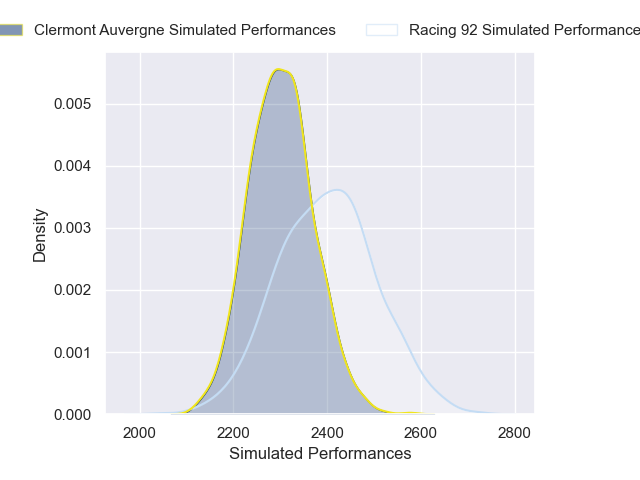 Clermont Auvergne Simulated Performances
Racing 92 Simulated Performance
0.005
0.004
0.003
0.002
0.001
0.000
Density
2000 2200 2400 2600 2800
Simulated Performances